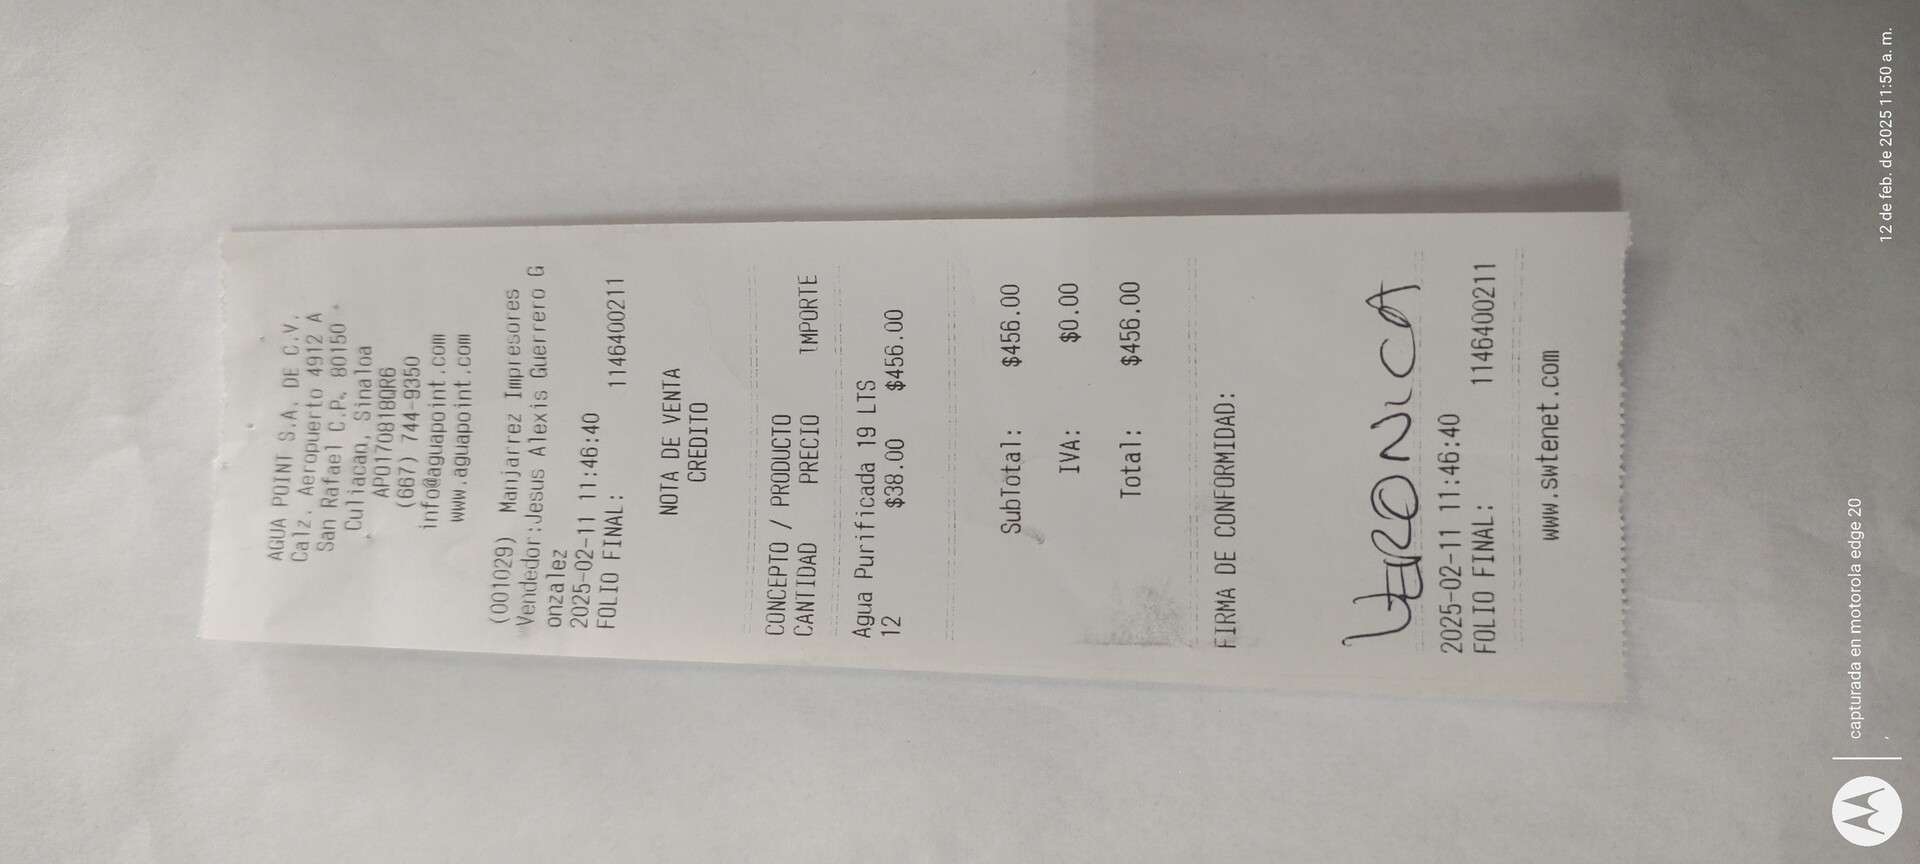 AGUA POINT S.A. DE C.V.
Calz. Aeropuerto 4912 A
San Rafael C.P. 80150
Culiacan, Sinaloa
APO170818QR6
(667) 744-9350
info@aguapoint.com
www.aguapoint.com
(001029) Manjarrez Impresores
Vendedor:Jesus Alexis Guerrero G
onzalez
2025-02-11 11:46:40
FOLIO FINAL: 1146400211
NOTA DE VENTA
CREDITO
CONCEPTO / PRODUCTO
CANTIDAD PRECIO IMPORTE
Agua Purificada 19 LTS
12 $38.00 $456.00
SubTotal: $456.00
IVA: $0.00
Total: $456.00
FIRMA DE CONFORMIDAD:
VERONICA
2025-02-11 11:46:40
FOLIO FINAL: 1146400211
www.swtenet.com
capturada en motorola edge 20
12 de feb. de 2025 11:50 a. m.